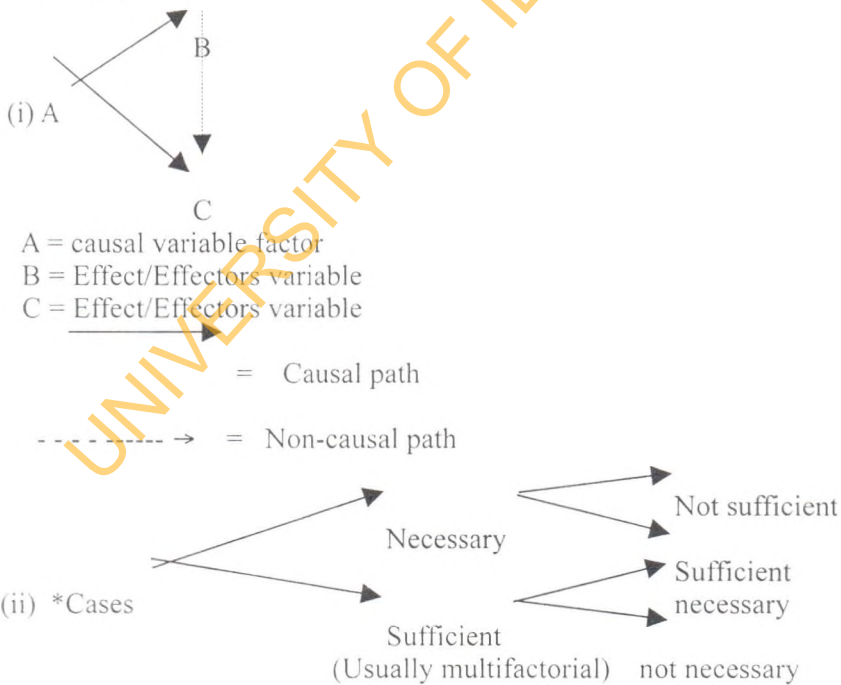 B
(i) A
C
A = causal variable factor
B = Effect/Effectors variable
C = Effect/Effectors variable
= Causal path
= Non-causal path
Not sufficient
Necessary
Sufficient
(ii) *Cases
necessary
Sufficient
(Usually multifactorial) not necessary
UNIVERSITY OF